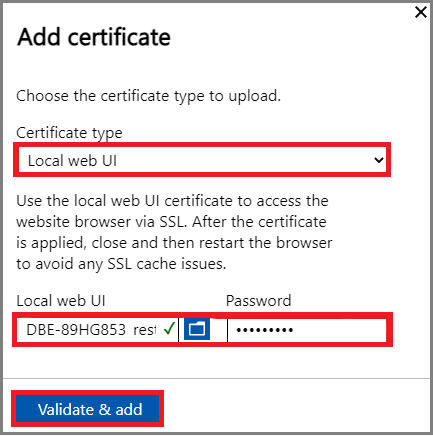 Add certificate
Choose the certificate type to upload.
Certificate type
Local web UI
Use the local web UI certificate to access the
website browser via SSL. After the certificate
is applied, close and then restart the browser
to avoid any SSL cache issues.
Local web UI Password
DBE-89HG853 rest •••••••••
Validate & add